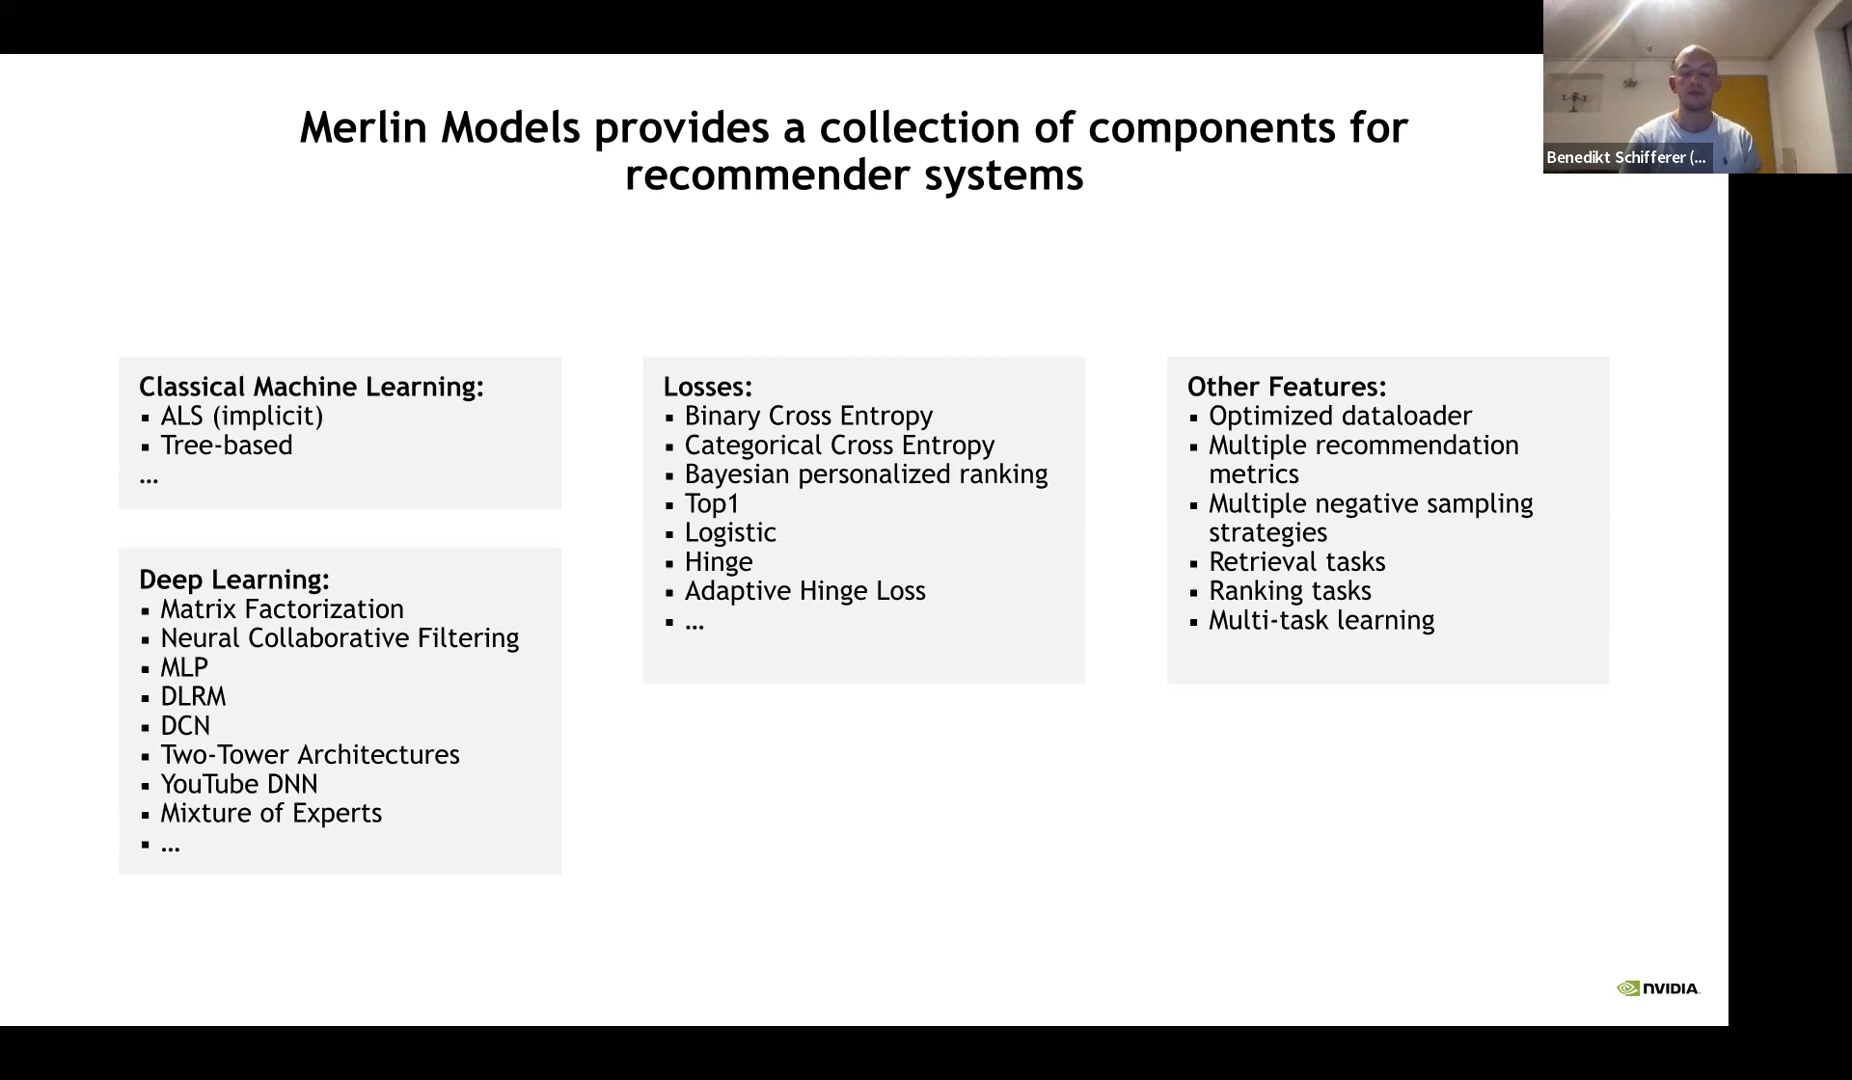 Merlin Models provides a collection of components for
recommender systems
Benedikt Schifferer (...
Classical Machine Learning:
▪ ALS (implicit)
▪ Tree-based
...
Deep Learning:
▪ Matrix Factorization
▪ Neural Collaborative Filtering
▪ MLP
▪ DLRM
▪ DCN
▪ Two-Tower Architectures
▪ YouTube DNN
▪ Mixture of Experts
▪ ...
Losses:
▪ Binary Cross Entropy
▪ Categorical Cross Entropy
▪ Bayesian personalized ranking
▪ Top1
▪ Logistic
▪ Hinge
▪ Adaptive Hinge Loss
▪ ...
Other Features:
▪ Optimized dataloader
▪ Multiple recommendation
metrics
▪ Multiple negative sampling
strategies
▪ Retrieval tasks
▪ Ranking tasks
▪ Multi-task learning
NVIDIA.